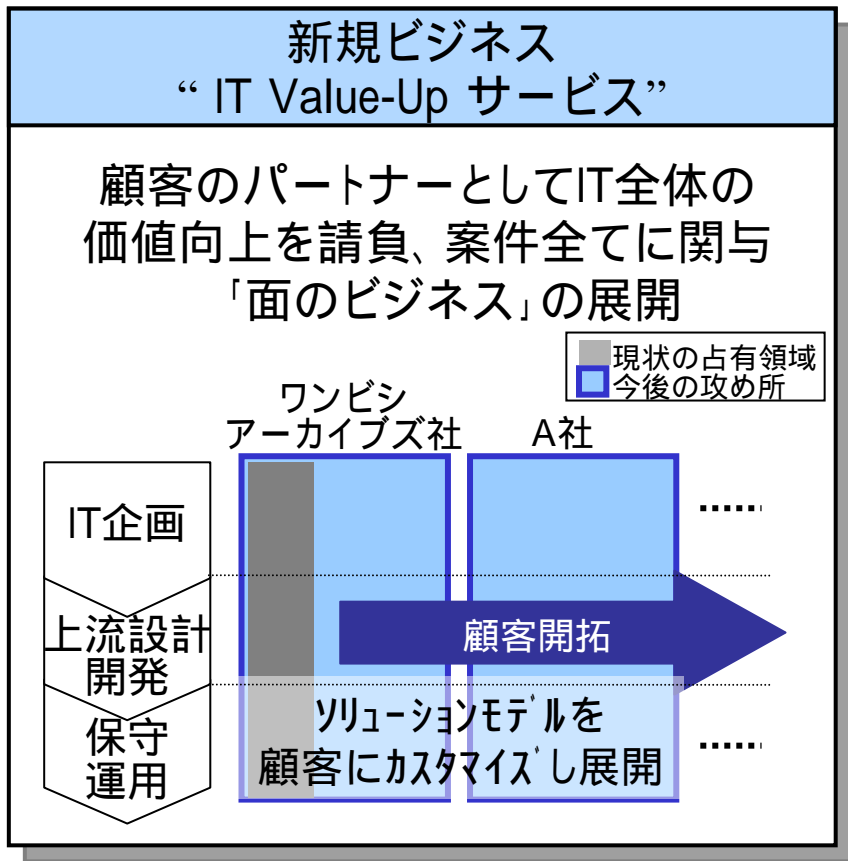 新規ビジネス
“ IT Value-Up サービス”
顧客のパートナーとしてIT全体の
価値向上を請負、案件全てに関与
「面のビジネス」の展開
現状の占有領域
今後の攻め所
ワンビシ
アーカイブズ社
A社
IT企画
……
上流設計
開発
顧客開拓
保守
運用
ソリューションモデルを
顧客にカスタマイズし展開
……